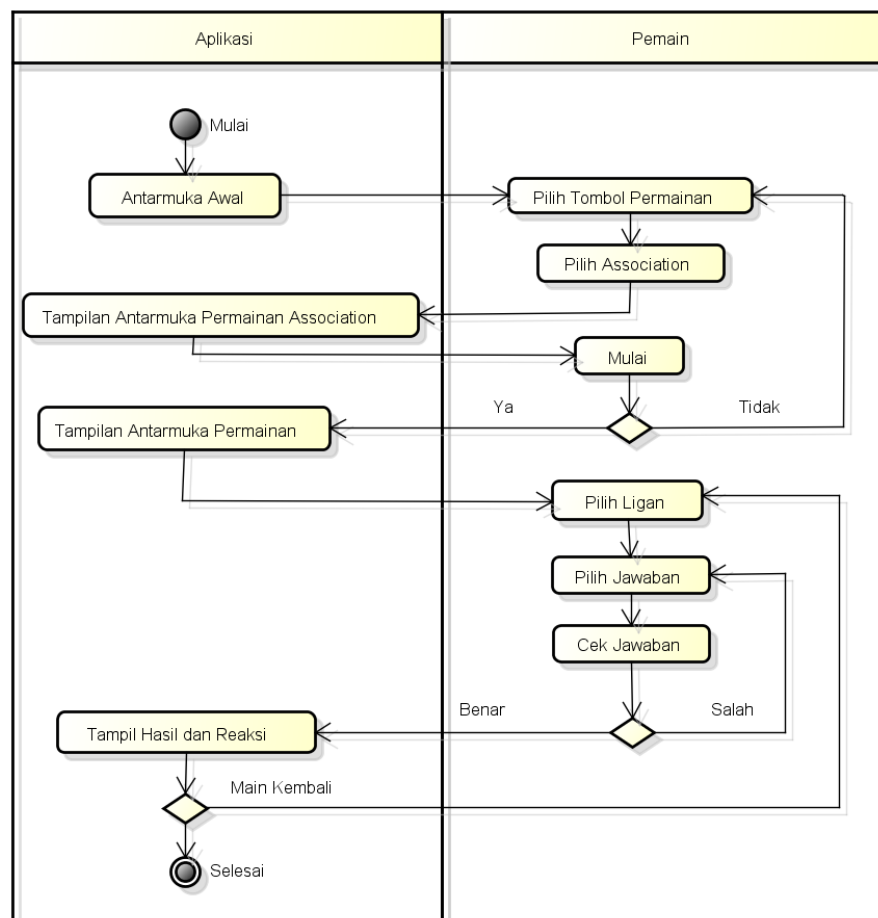 Aplikasi
Pemain
Mulai
Antarmuka Awal
Pilih Tombol Permainan
Pilih Association
Tampilan Antarmuka Permainan Association
Mulai
Ya
Tidak
Tampilan Antarmuka Permainan
Pilih Ligan
Pilih Jawaban
Cek Jawaban
Benar
Salah
Tampil Hasil dan Reaksi
Main Kembali
Selesai